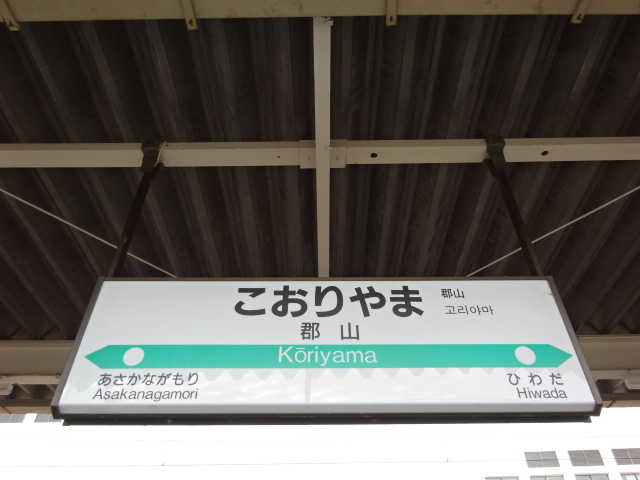 こおりやま
郡山
고리야마
郡山
Kōriyama
あさかながもり
Asakanagamori
ひわだ
Hiwada